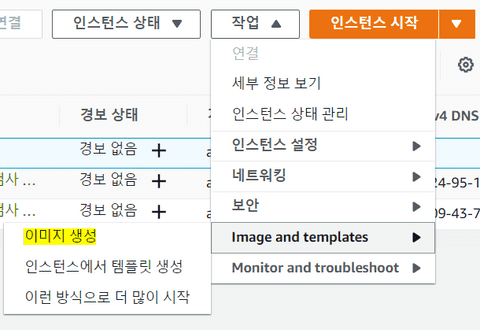 연결 인스턴스 상태 작업 인스턴스 시작
연결
세부 정보 보기
인스턴스 상태 관리
v4 DNS
경보 상태
인스턴스 설정
경보 없음 +
네트워킹
경보 없음 +
24-95-1
보안
경보 없음 +
09-43-7
Image and templates
이미지 생성
Monitor and troubleshoot
인스턴스에서 템플릿 생성
이런 방식으로 더 많이 시작